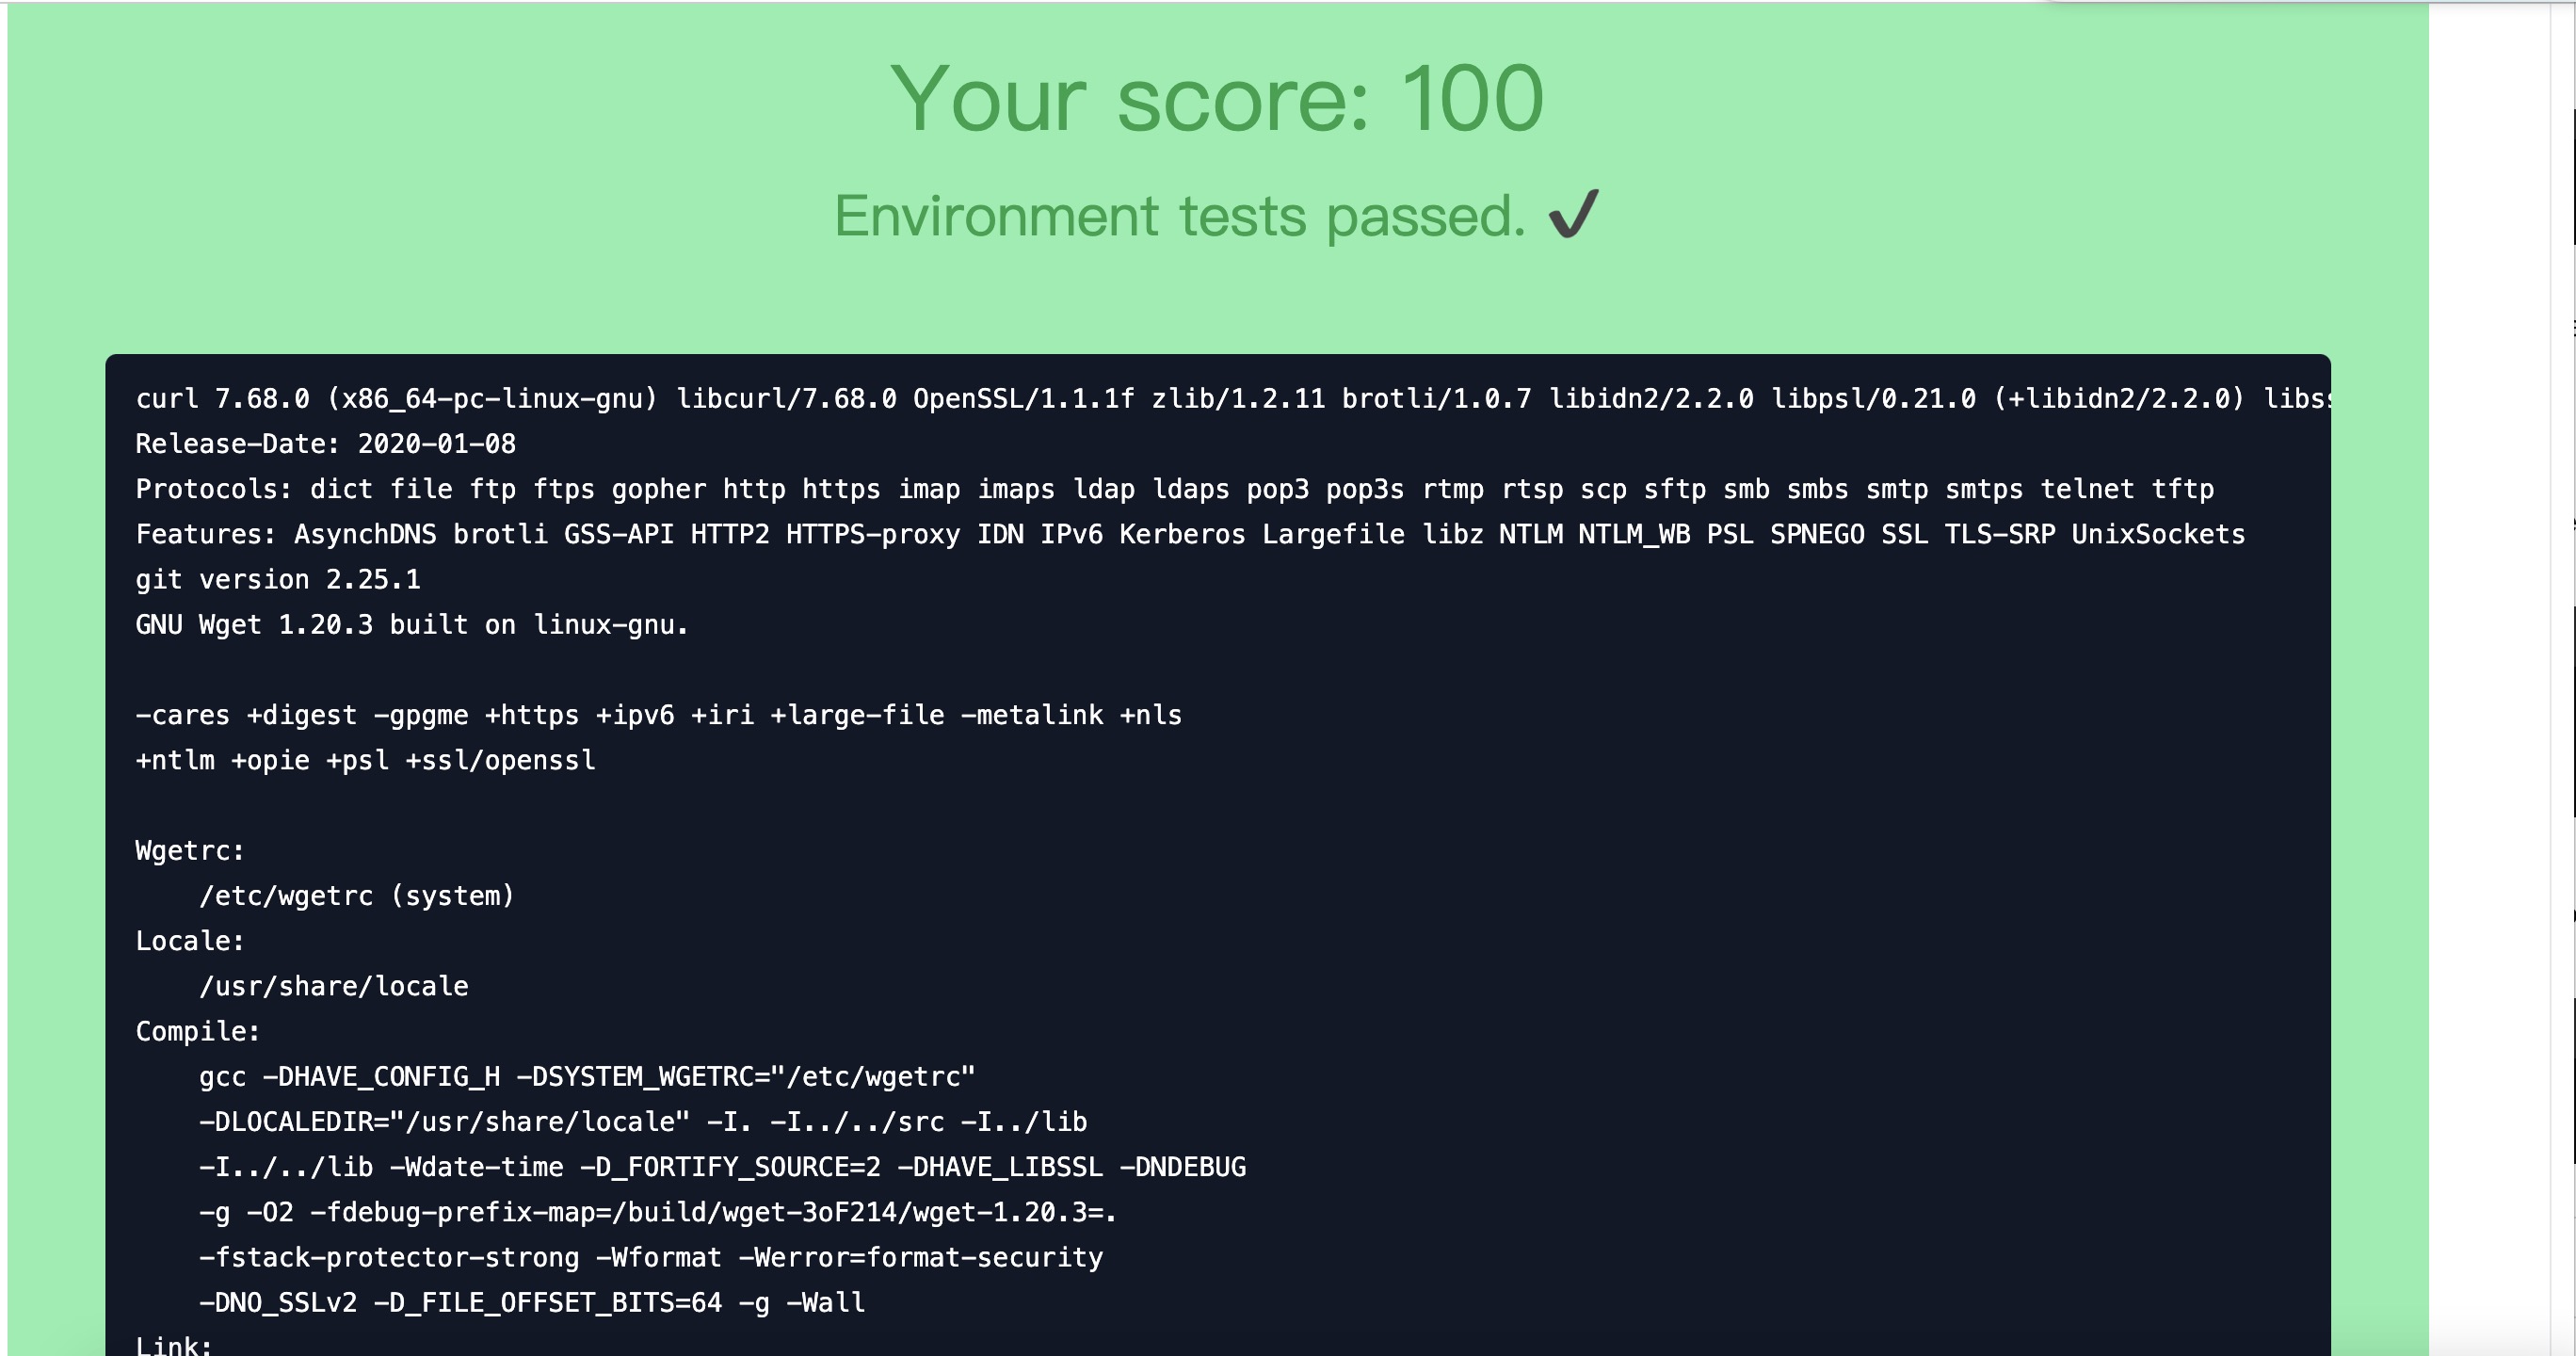 Your score: 100
Environment tests passed. ✔
curl 7.68.0 (x86_64-pc-linux-gnu) libcurl/7.68.0 OpenSSL/1.1.1f zlib/1.2.11 brotli/1.0.7 libidn2/2.2.0 libpsl/0.21.0 (+libidn2/2.2.0)
Release-Date: 2020-01-08
Protocols: dict file ftp ftps gopher http https imap imaps ldap ldaps pop3 pop3s rtmp rtsp scp sftp smb smbs smtp smtps telnet tftp
Features: AsynchDNS brotli GSS-API HTTP2 HTTPS-proxy IDN IPv6 Kerberos Largefile libz NTLM NTLM_WB PSL SPNEGO SSL TLS-SRP UnixSockets
git version 2.25.1
GNU Wget 1.20.3 built on linux-gnu.
-cares +digest -gpgme +https +ipv6 +iri +large-file -metalink +nls
+ntlm +opie +psl +ssl/openssl
Wgetrc:
/etc/wgetrc (system)
Locale:
/usr/share/locale
Compile:
gcc -DHAVE_CONFIG_H -DSYSTEM_WGETRC="/etc/wgetrc"
-DLOCALEDIR="/usr/share/locale" -I. -I../../src -I../lib
-I../../lib -Wdate-time -D_FORTIFY_SOURCE=2 -DHAVE_LIBSSL -DNDEBUG
-g -O2 -fdebug-prefix-map=/build/wget-3oF214/wget-1.20.3=.
-fstack-protector-strong -Wformat -Werror=format-security
-DNO_SSLv2 -D_FILE_OFFSET_BITS=64 -g -Wall
Link: